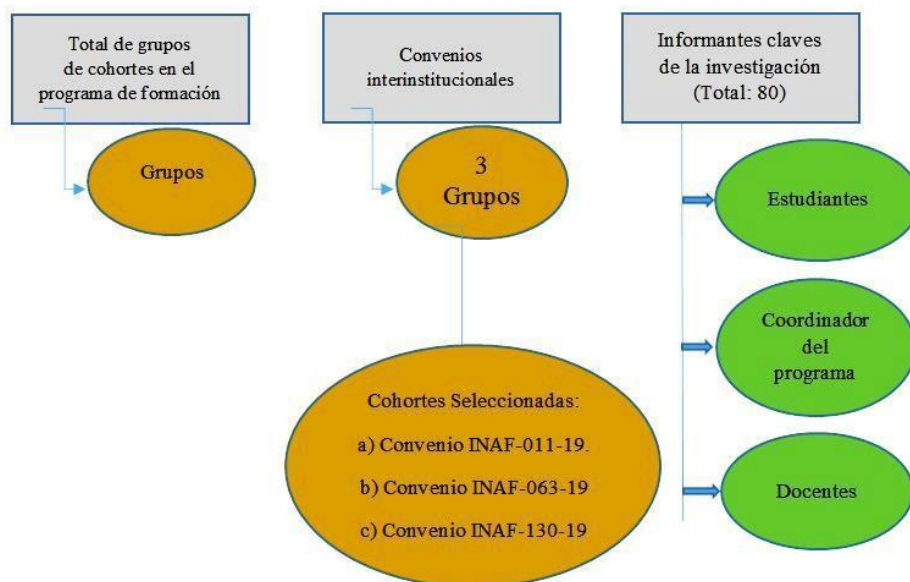 Total de grupos
de cohortes en el
programa de formación
Grupos
Convenios
interinstitucionales
3
Grupos
Cohortes Seleccionadas:
a) Convenio INAF-011-19.
b) Convenio INAF-063-19
c) Convenio INAF-130-19
Informantes claves
de la investigación
(Total: 80)
Estudiantes
Coordinador
del
programa
Docentes